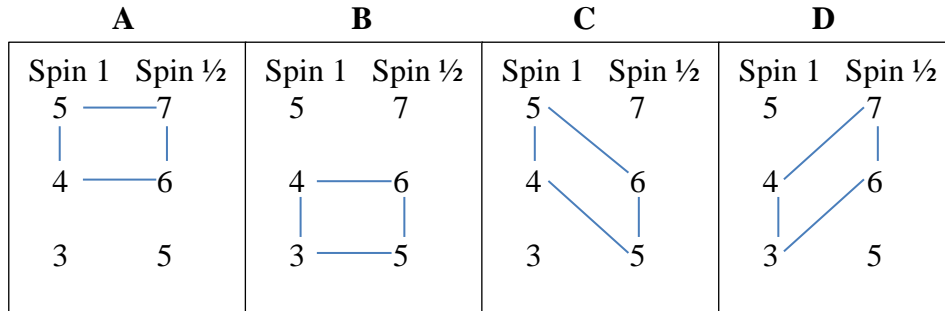 A B C D
Spin 1 Spin ½ Spin 1 Spin ½ Spin 1 Spin ½ Spin 1 Spin ½
5 7 5 7 5 7 5 7
4 6 4 6 4 6 4 6
3 5 3 5 3 5 3 5